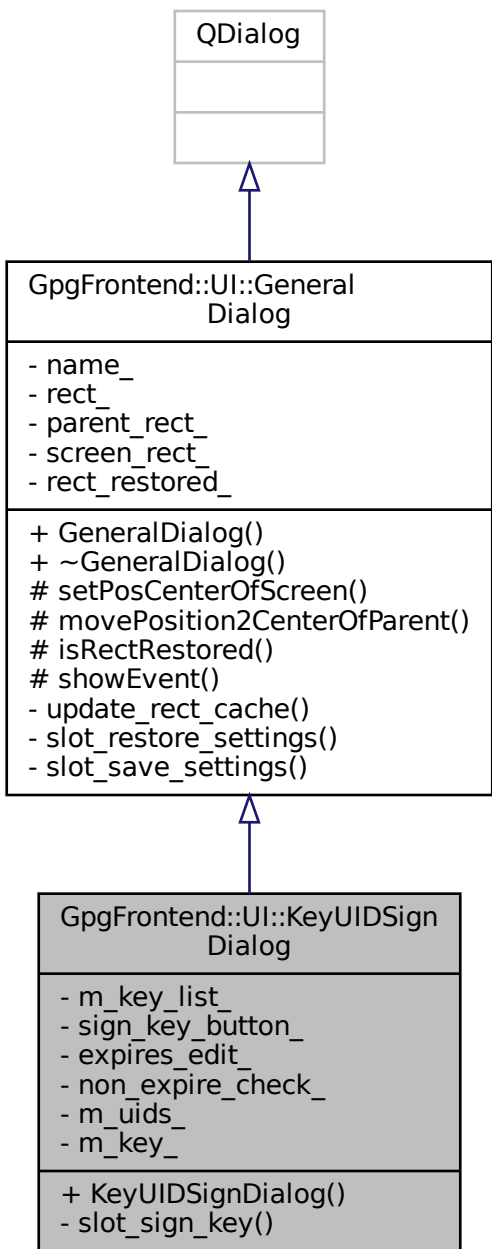 QDialog
GpgFrontend::UI::General
Dialog
- name_
- rect_
- parent_rect_
- screen_rect_
- rect_restored_
+ GeneralDialog()
+ ~GeneralDialog()
# setPosCenterOfScreen()
# movePosition2CenterOfParent()
# isRectRestored()
# showEvent()
- update_rect_cache()
- slot_restore_settings()
- slot_save_settings()
GpgFrontend::UI::KeyUIDSign
Dialog
- m_key_list_
- sign_key_button_
- expires_edit_
- non_expire_check_
- m_uids_
- m_key_
+ KeyUIDSignDialog()
- slot_sign_key()